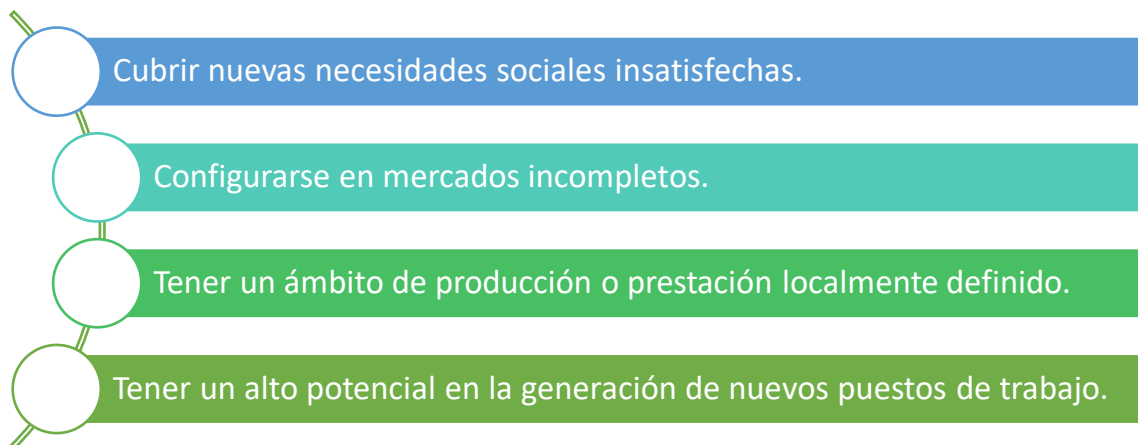 Cubrir nuevas necesidades sociales insatisfechas.
Configurarse en mercados incompletos.
Tener un ámbito de producción o prestación localmente definido.
Tener un alto potencial en la generación de nuevos puestos de trabajo.